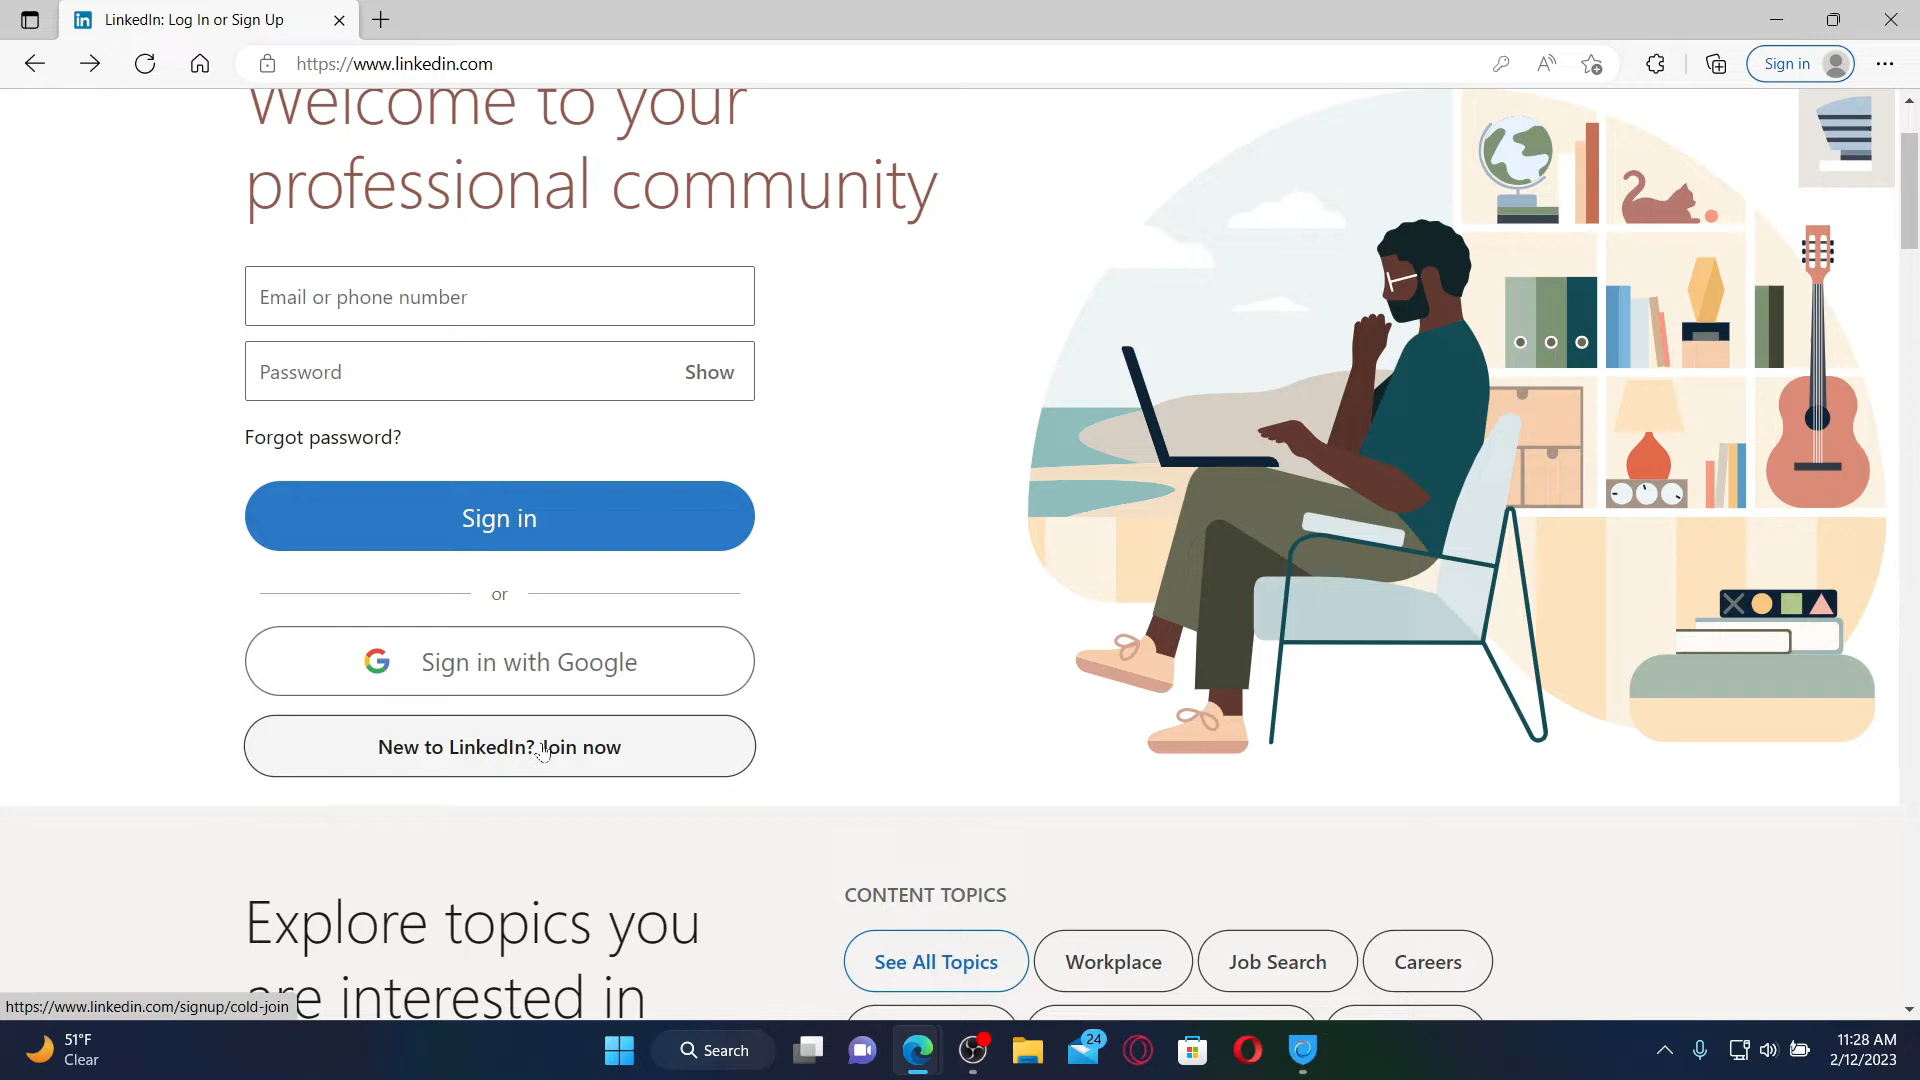 LinkedIn: Log In or Sign Up
https://www.linkedin.com
Sign in
Welcome to your
professional community
Email or phone number
Password
Show
Forgot password?
Sign in
or
Sign in with Google
New to LinkedIn? Join now
Explore topics you
are interested in
CONTENT TOPICS
See All Topics
Workplace
Job Search
Careers
https://www.linkedin.com/signup/cold-join
51°F
Clear
Search
24
11:28 AM
2/12/2023